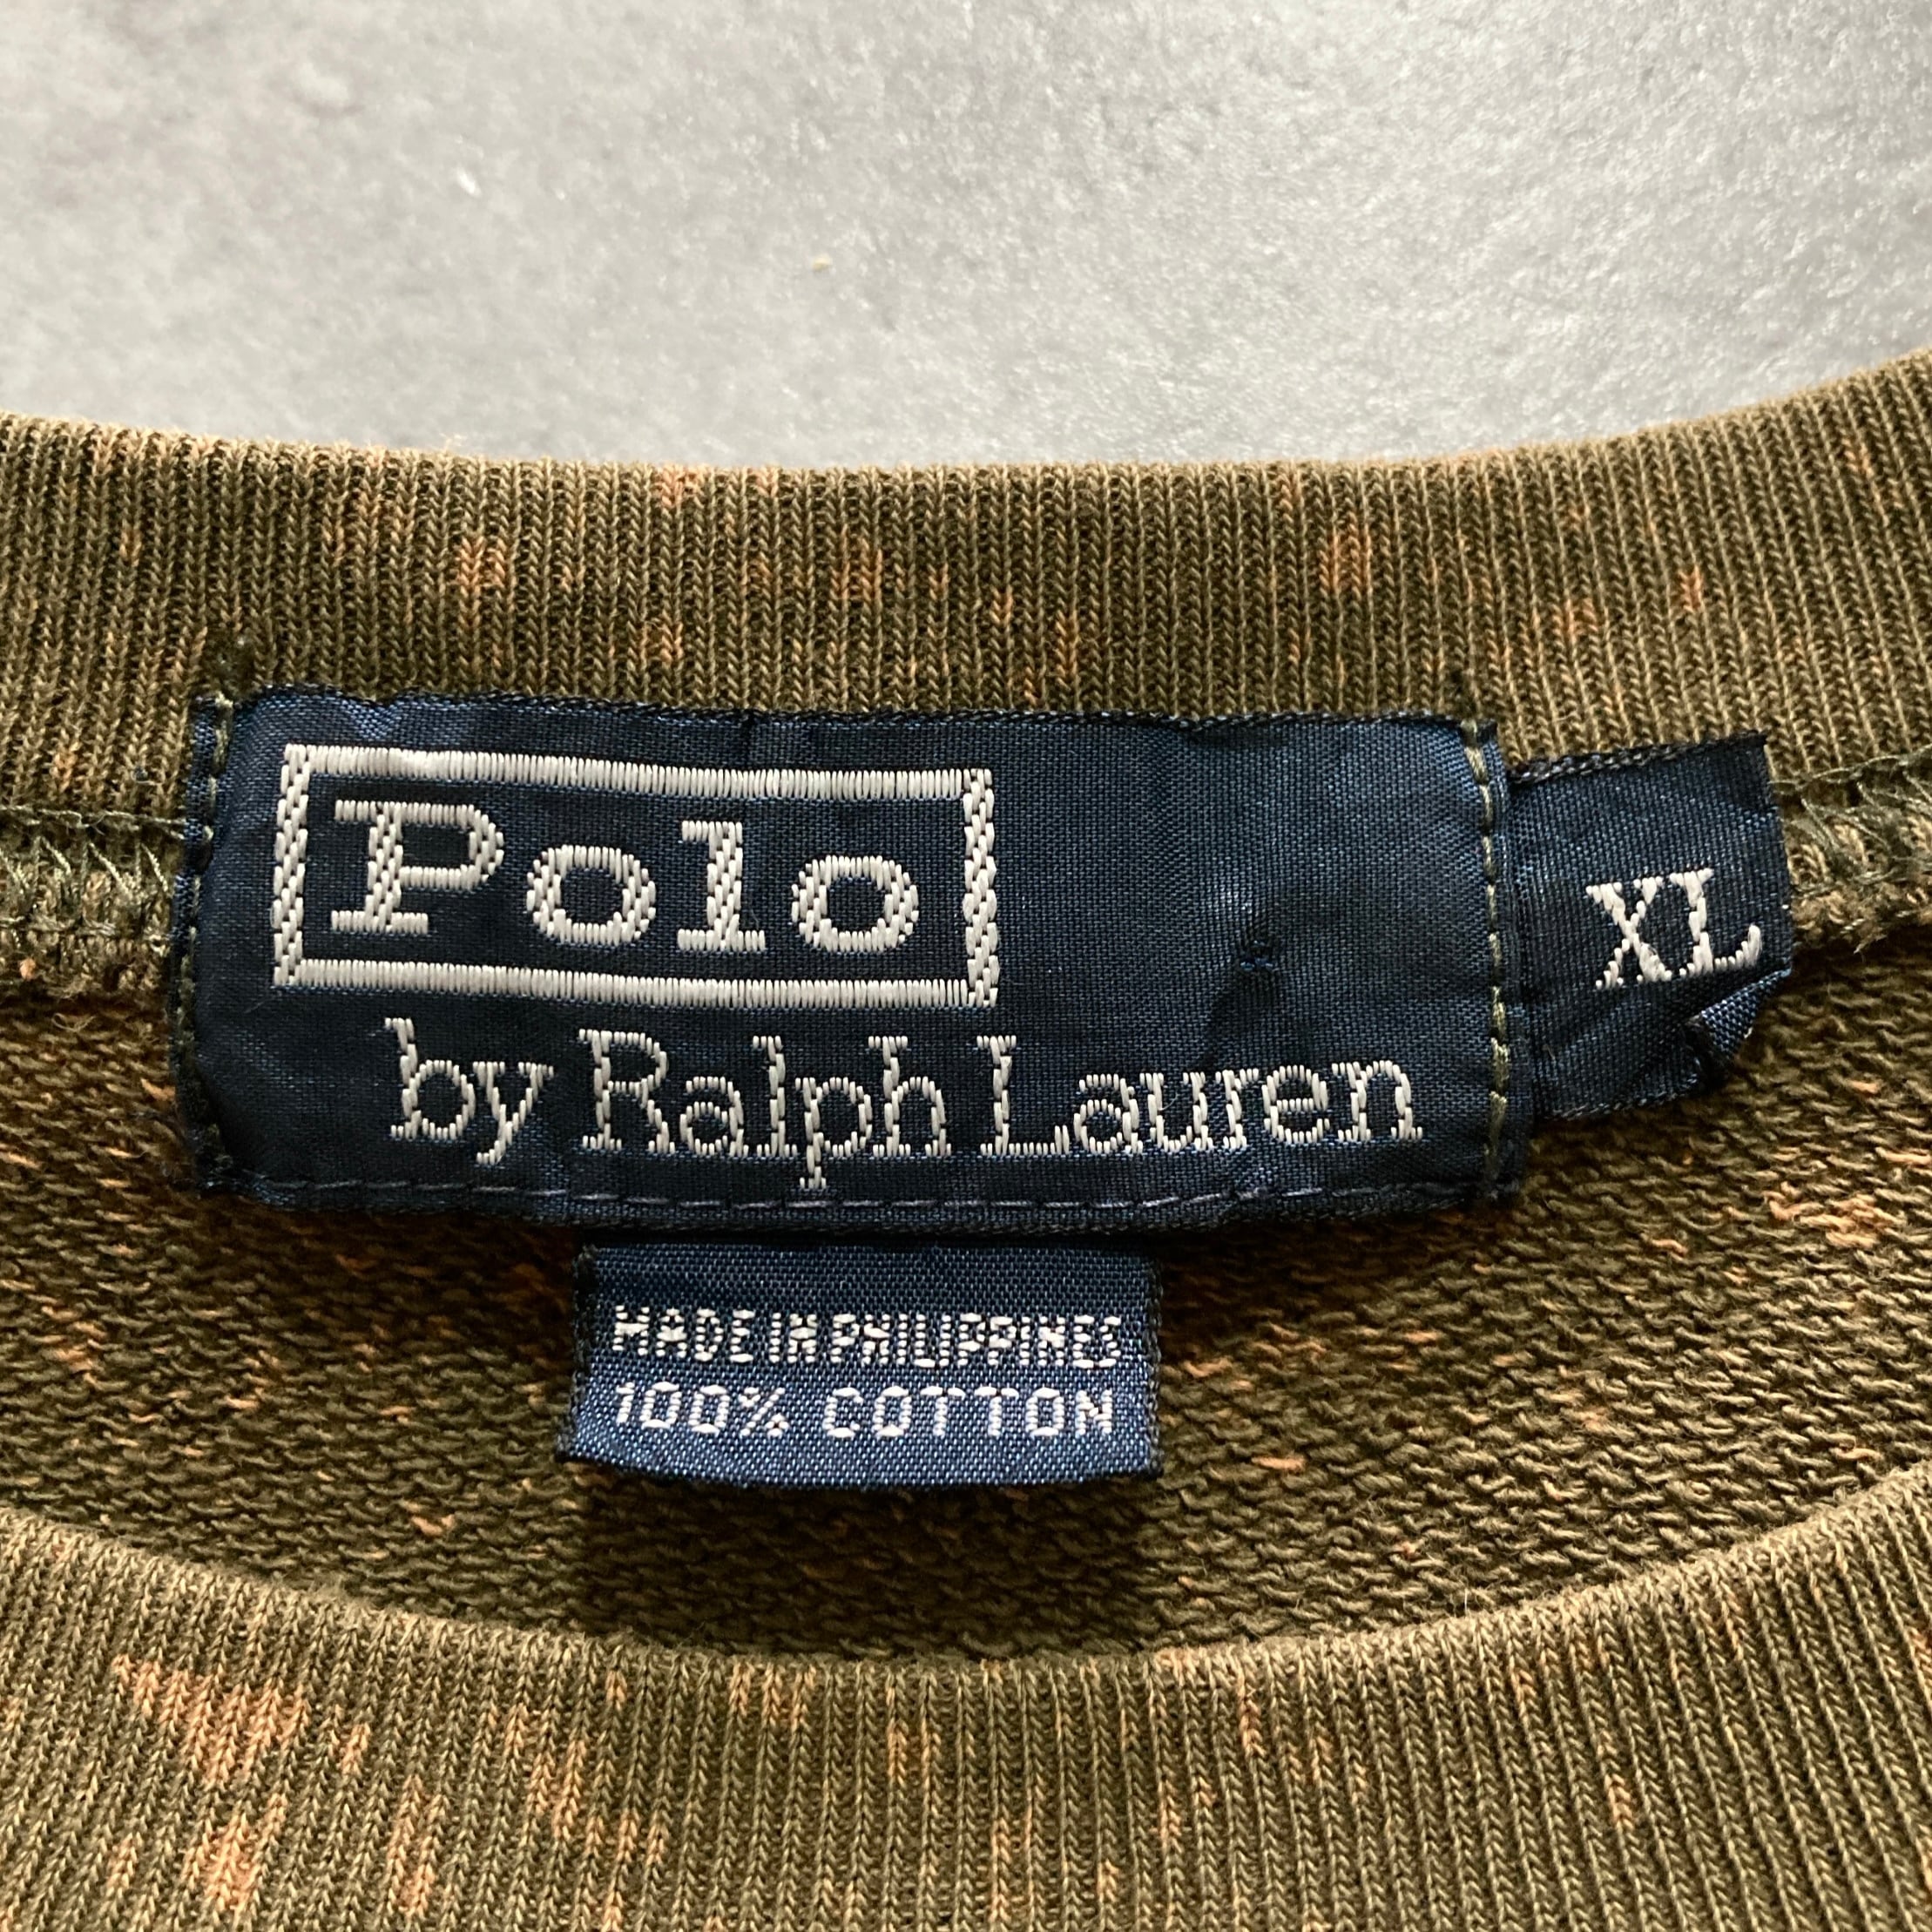 Polo
by Ralph Lauren
XL
MADE IN PHILIPPINES
100% COTTON